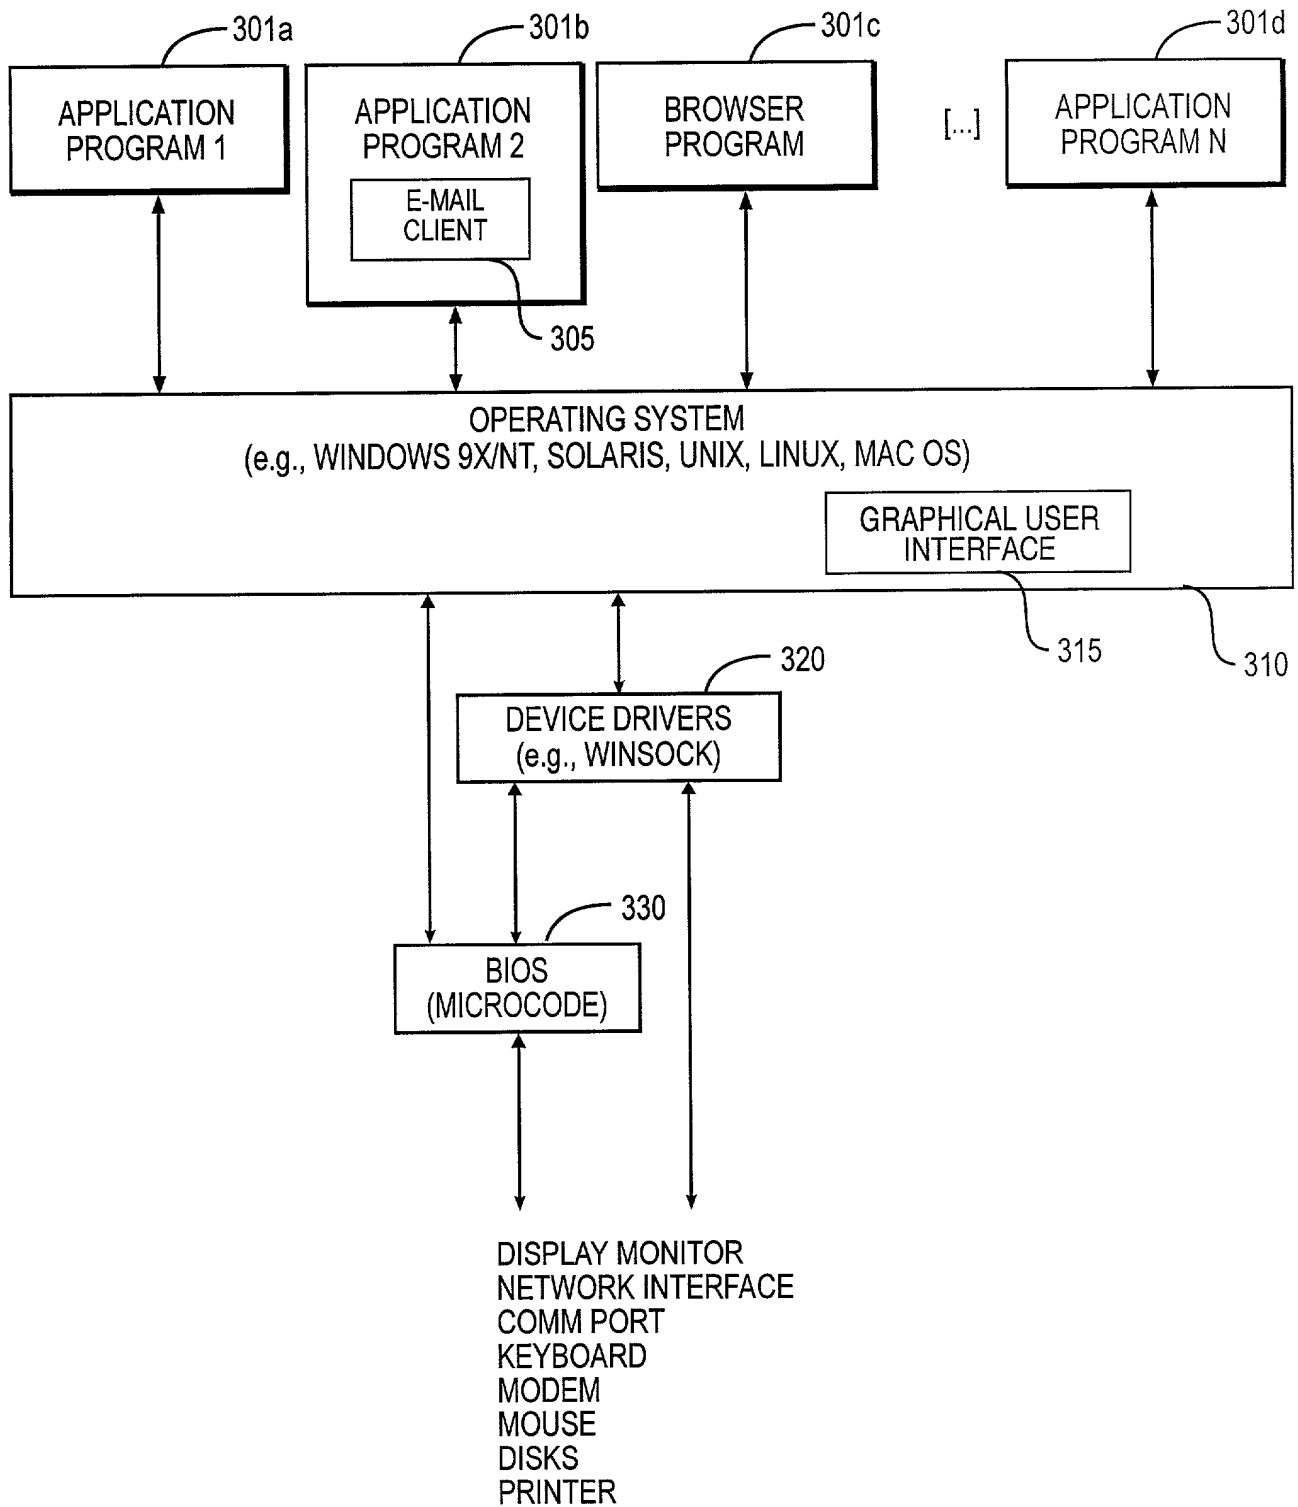 301a
301b
301c
301d
APPLICATION
PROGRAM 1
APPLICATION
PROGRAM 2
E-MAIL
CLIENT
BROWSER
PROGRAM
[...]
APPLICATION
PROGRAM N
305
OPERATING SYSTEM
(e.g., WINDOWS 9X/NT, SOLARIS, UNIX, LINUX, MAC OS)
GRAPHICAL USER
INTERFACE
315
310
320
DEVICE DRIVERS
(e.g., WINSOCK)
330
BIOS
(MICROCODE)
DISPLAY MONITOR
NETWORK INTERFACE
COMM PORT
KEYBOARD
MODEM
MOUSE
DISKS
PRINTER